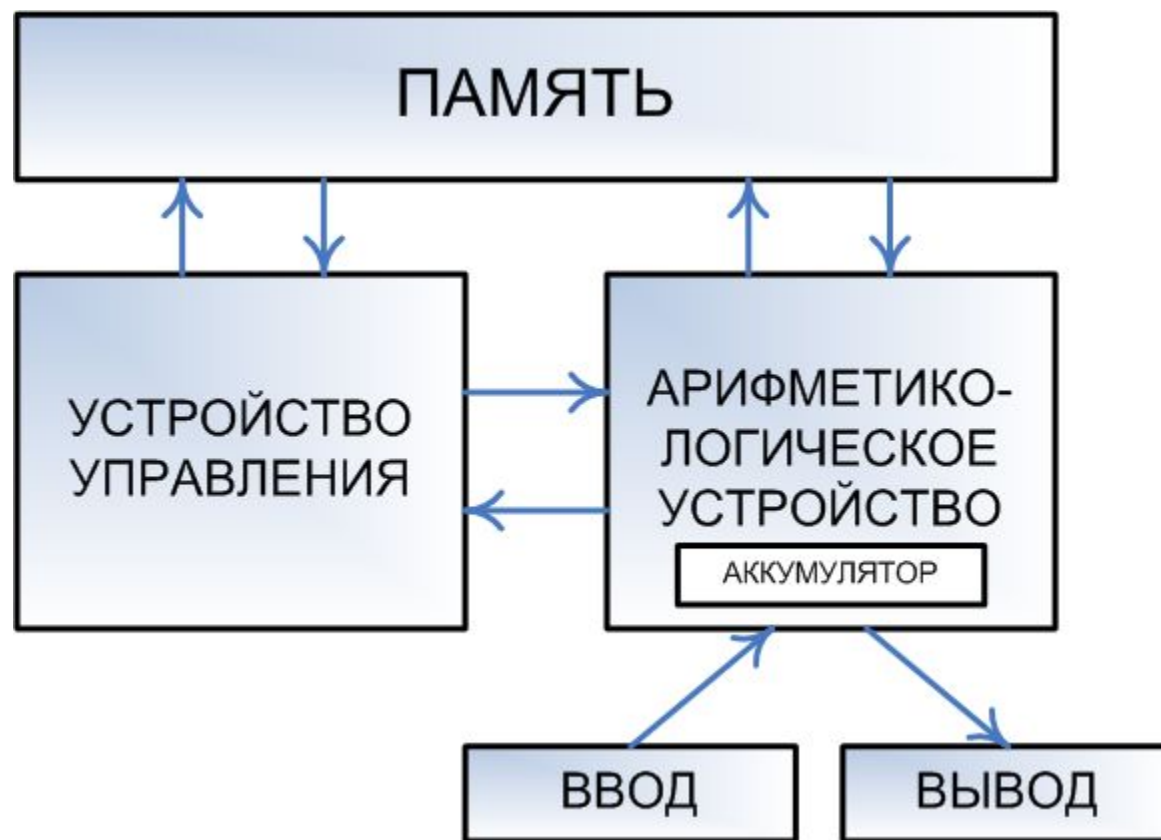 ПАМЯТЬ
УСТРОЙСТВО
УПРАВЛЕНИЯ
АРИФМЕТИКО-
ЛОГИЧЕСКОЕ
УСТРОЙСТВО
АККУМУЛЯТОР
ВВОД
ВЫВОД